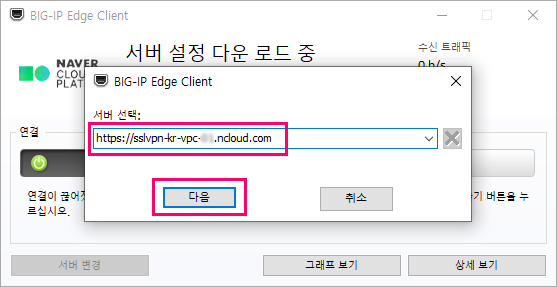 BIG-IP Edge Client
서버 설정 다운 로드 중
수신 트래픽
0 b/s
NAVER
CLOUD
PLAT
BIG-IP Edge Client
서버 선택:
https://sslvpn-kr-vpc- .ncloud.com
다음
취소
연결
연결이 끊어
기 버튼을 누
르십시오.
서버 변경
그래프 보기
상세 보기